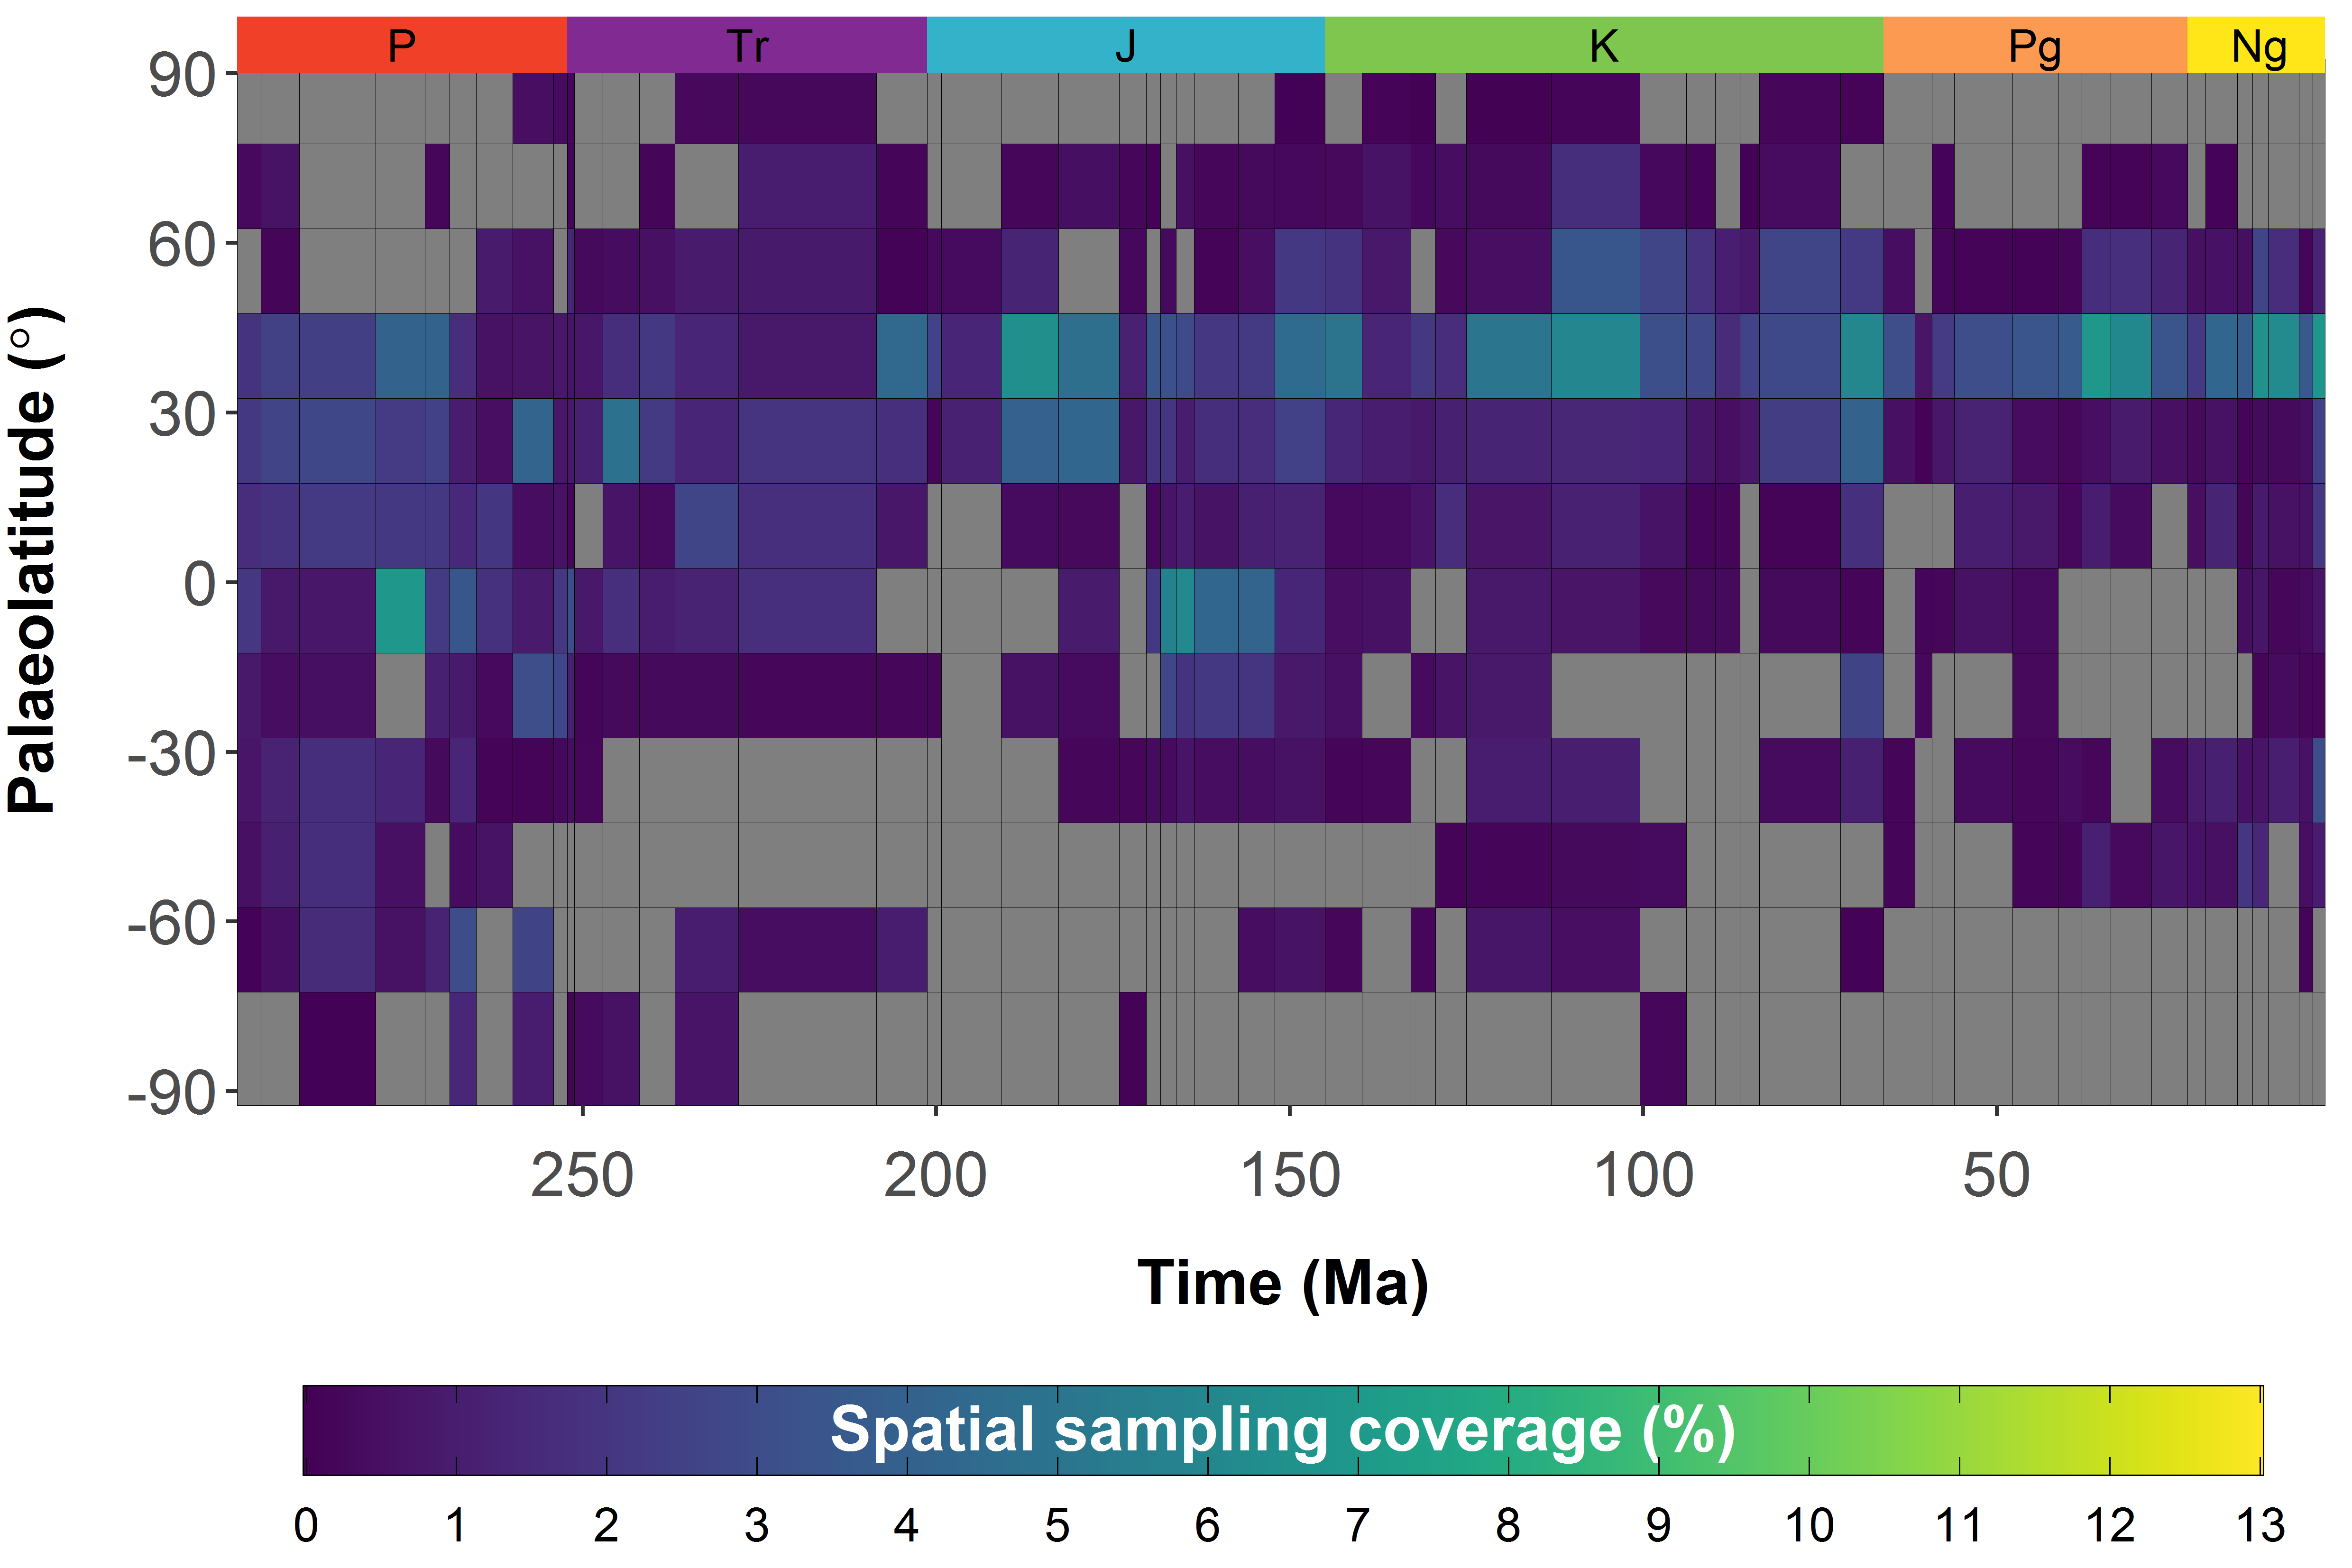 P Tr J K Pg Ng
90
60
30
0
-30
-60
-90
Palaeolatitude (°)
250 200 150 100 50
Time (Ma)
Spatial sampling coverage (%)
0 1 2 3 4 5 6 7 8 9 10 11 12 13